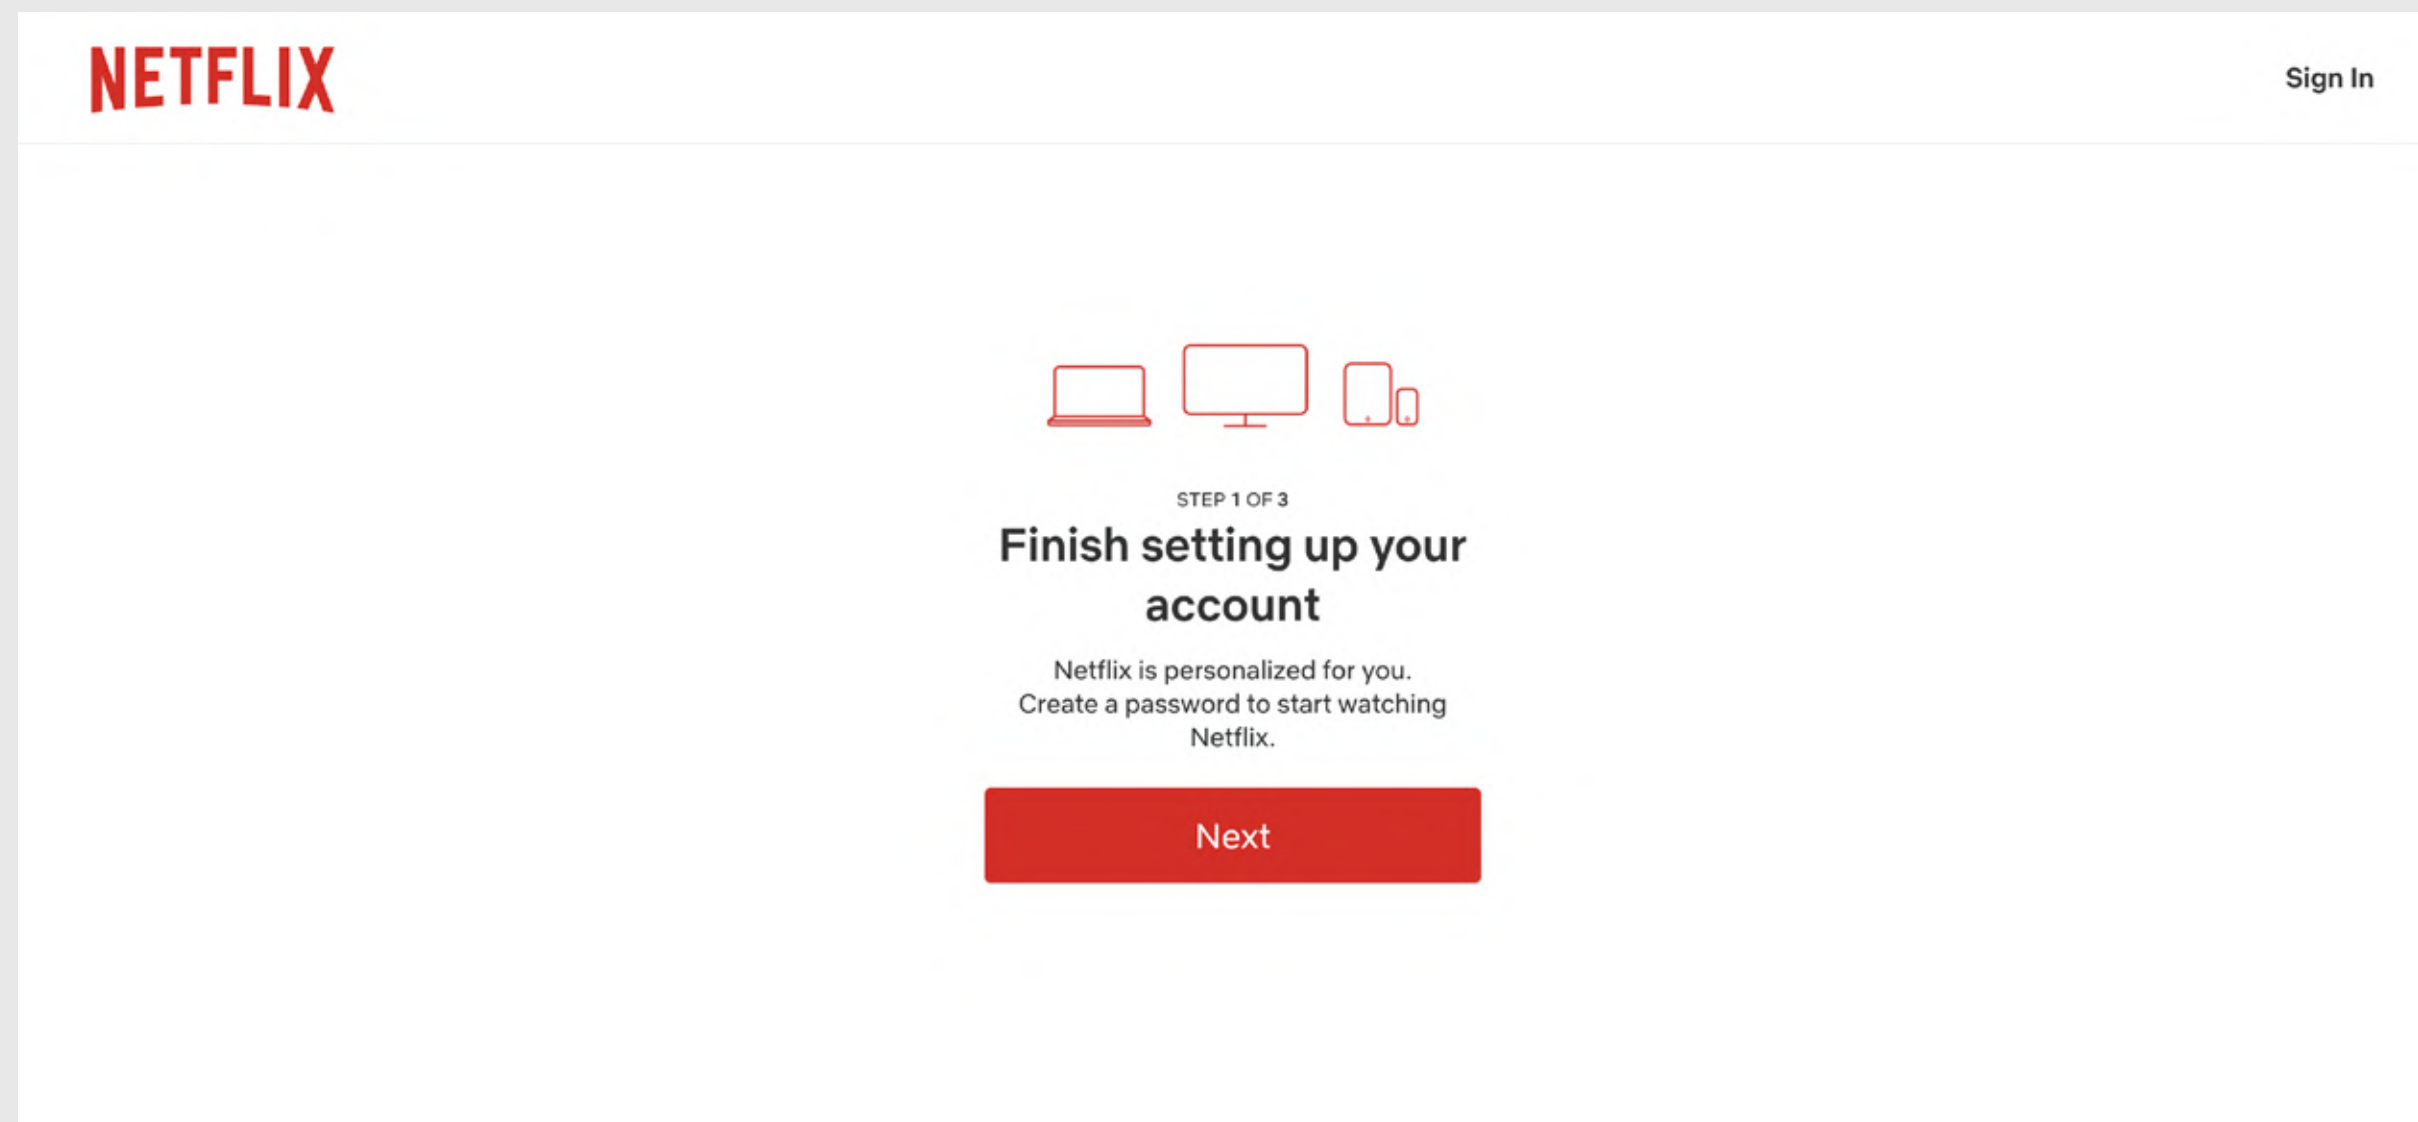 NETFLIX
Sign In
STEP 1 OF 3
Finish setting up your
account
Netflix is personalized for you.
Create a password to start watching
Netflix.
Next